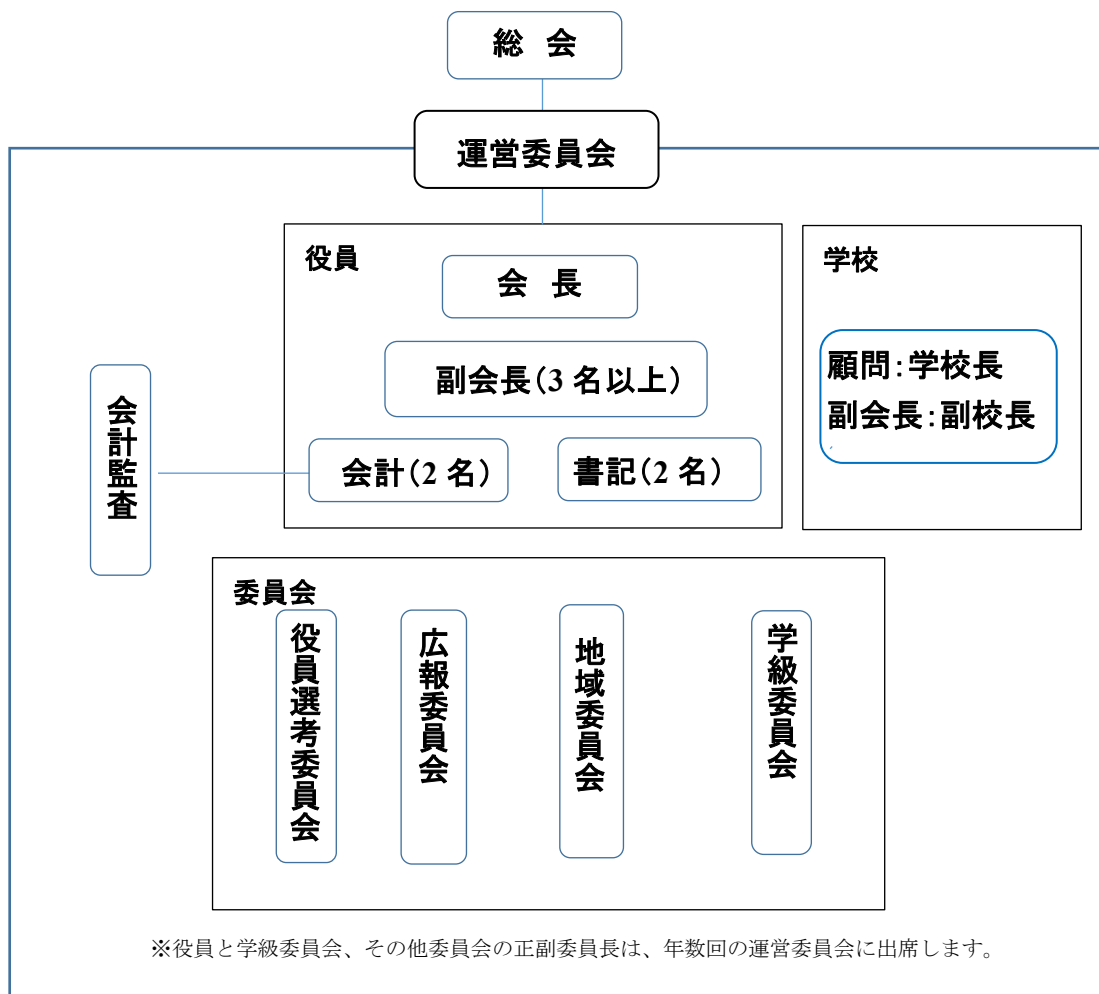 総 会
運営委員会
役員
会 長
副会長(3 名以上)
会計(2 名)
書記(2 名)
学校
顧問:学校長
副会長:副校長
会計監査
委員会
役員選考委員会
広報委員会
地域委員会
学級委員会
※役員と学級委員会、その他委員会の正副委員長は、年数回の運営委員会に出席します。